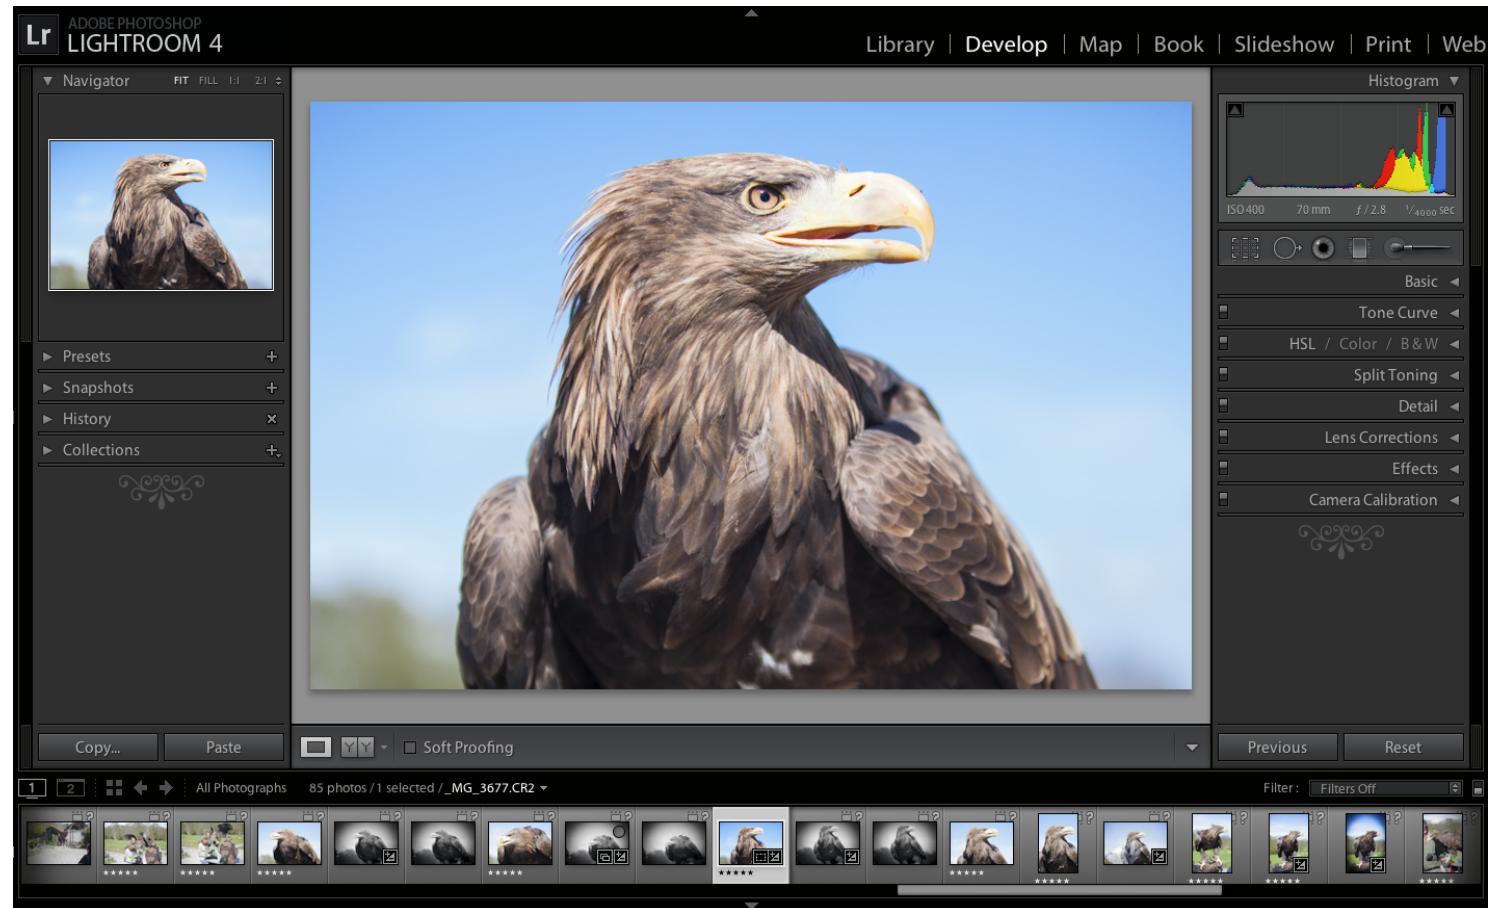 Lr
ADOBE PHOTOSHOP
LIGHTROOM 4
Library | Develop | Map | Book | Slideshow | Print | Web
Navigator FIT FILL 1:1 2:1
Histogram
ISO 400 70 mm ƒ / 2.8 1/4000 sec
Basic
Tone Curve
HSL / Color / B & W
Split Toning
Detail
Lens Corrections
Effects
Camera Calibration
Presets
Snapshots
History
Collections
Copy... Paste
Y Y Soft Proofing
Previous Reset
1 2 All Photographs 85 photos / 1 selected / _MG_3677.CR2
Filter : Filters Off